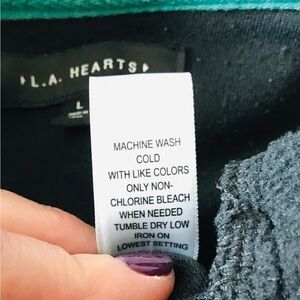 L.A. HEARTS
L
MACHINE WASH
COLD
WITH LIKE COLORS
ONLY NON-
CHLORINE BLEACH
WHEN NEEDED
TUMBLE DRY LOW
IRON ON
LOWEST SETTING